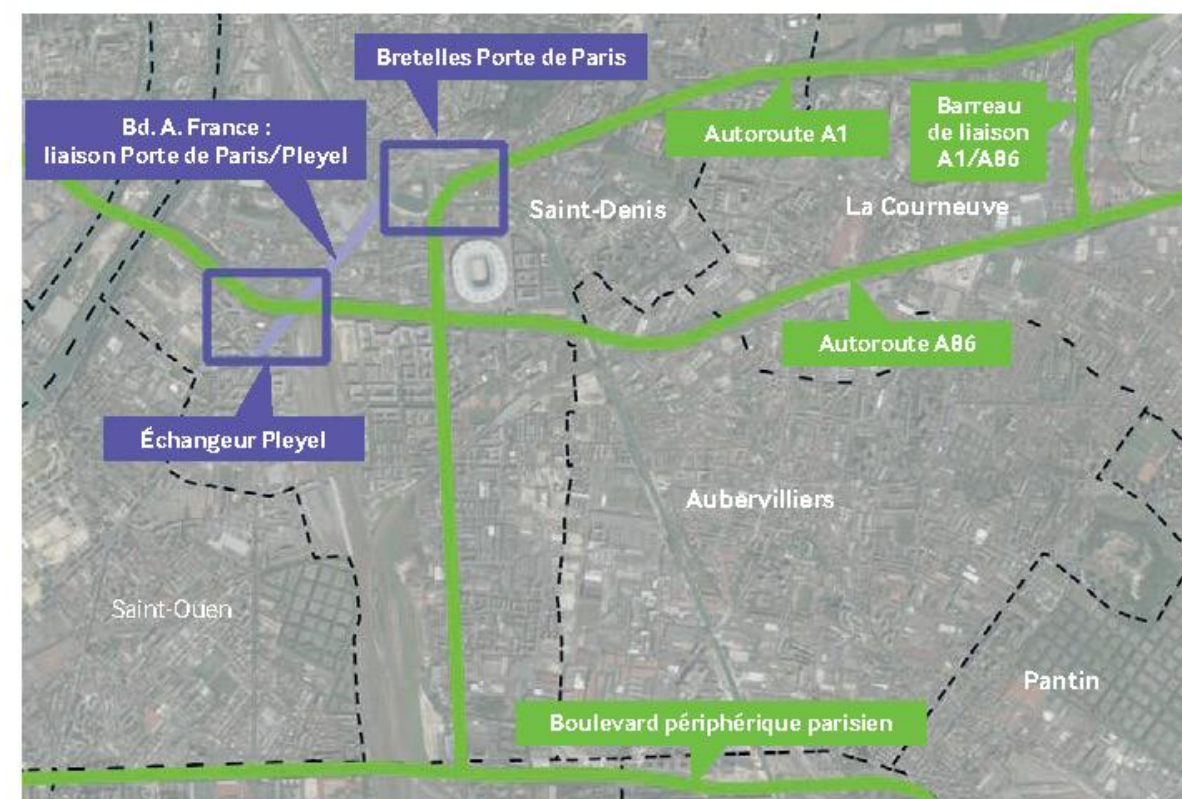 Bretelles Porte de Paris
Bd. A. France :
liaison Porte de Paris/Pleyel
Autoroute A1
Barreau
de liaison
A1/A86
Saint-Denis
La Courneuve
Autoroute A86
Échangeur Pleyel
Aubervilliers
Saint-Ouen
Pantin
Boulevard périphérique parisien